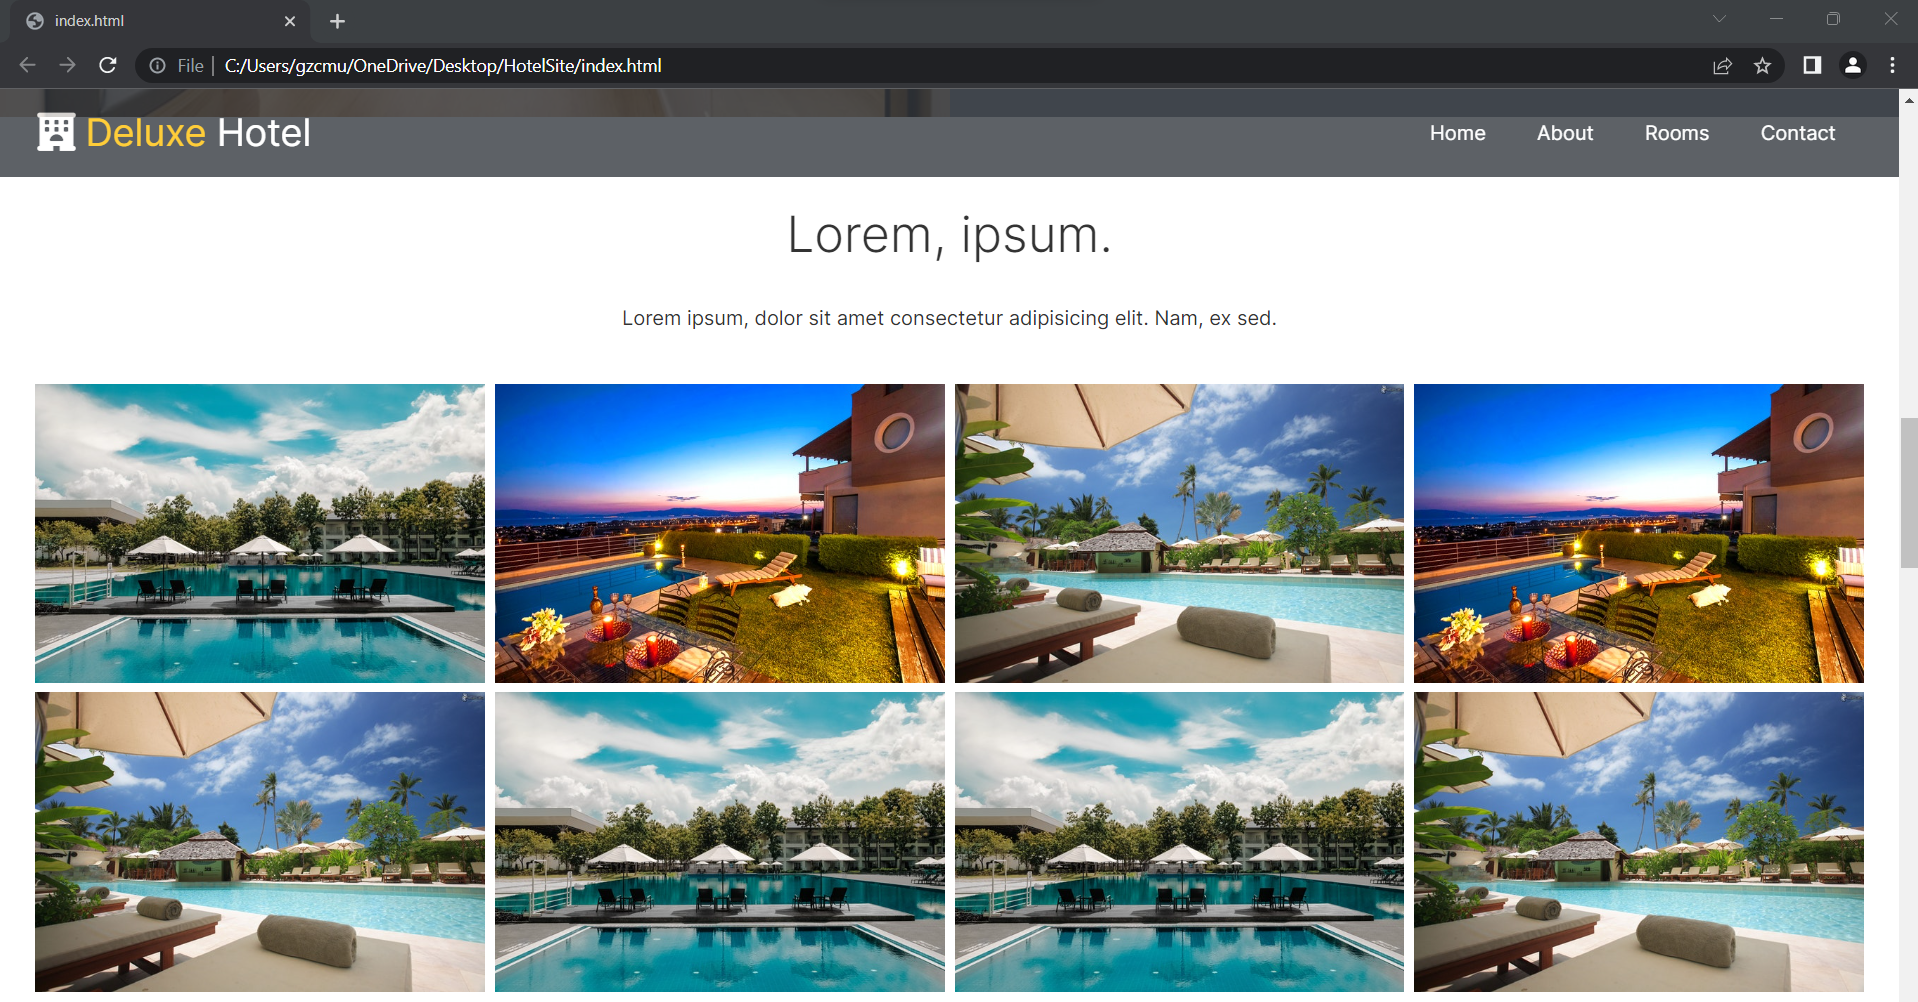 index.html
File | C:/Users/gzcmu/OneDrive/Desktop/HotelSite/index.html
Deluxe Hotel
Home About Rooms Contact
Lorem, ipsum.
Lorem ipsum, dolor sit amet consectetur adipisicing elit. Nam, ex sed.